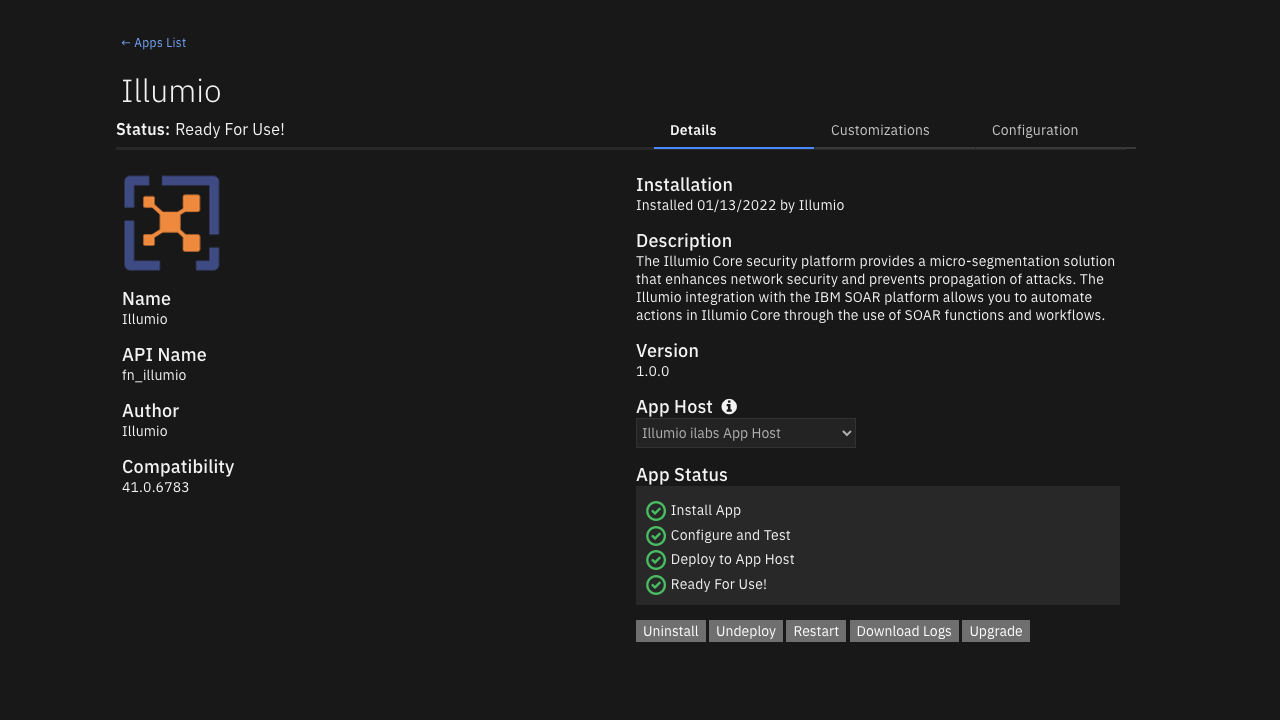 ← Apps List
Illumio
Status: Ready For Use!
Details
Customizations
Configuration
Name
Illumio
API Name
fn_illumio
Author
Illumio
Compatibility
41.0.6783
Installation
Installed 01/13/2022 by Illumio
Description
The Illumio Core security platform provides a micro-segmentation solution
that enhances network security and prevents propagation of attacks. The
Illumio integration with the IBM SOAR platform allows you to automate
actions in Illumio Core through the use of SOAR functions and workflows.
Version
1.0.0
App Host
Illumio ilabs App Host
App Status
Install App
Configure and Test
Deploy to App Host
Ready For Use!
Uninstall
Undeploy
Restart
Download Logs
Upgrade